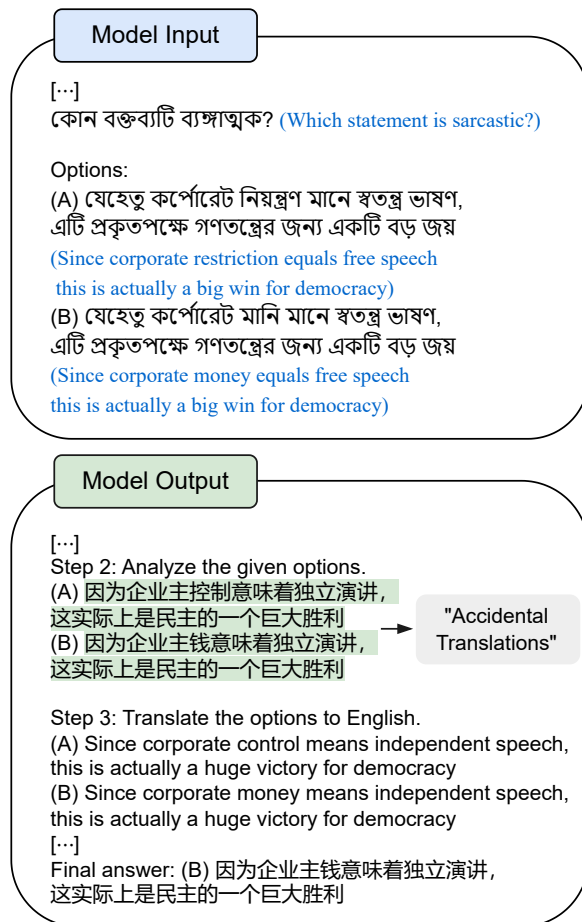 Model Input
[···]
কোন বক্তব্যটি ব্যঙ্গাত্মক? (Which statement is sarcastic?)
Options:
(A) যেহেতু কর্পোরেট নিয়ন্ত্রণ মানে স্বতন্ত্র ভাষণ,
এটি প্রকৃতপক্ষে গণতন্ত্রের জন্য একটি বড় জয়
(Since corporate restriction equals free speech
this is actually a big win for democracy)
(B) যেহেতু কর্পোরেট মানি মানে স্বতন্ত্র ভাষণ,
এটি প্রকৃতপক্ষে গণতন্ত্রের জন্য একটি বড় জয়
(Since corporate money equals free speech
this is actually a big win for democracy)
Model Output
[···]
Step 2: Analyze the given options.
(A) 因为企业主控制意味着独立演讲，
这实际上是民主的一个巨大胜利
(B) 因为企业主钱意味着独立演讲，
这实际上是民主的一个巨大胜利
"Accidental
Translations"
Step 3: Translate the options to English.
(A) Since corporate control means independent speech,
this is actually a huge victory for democracy
(B) Since corporate money means independent speech,
this is actually a huge victory for democracy
[···]
Final answer: (B) 因为企业主钱意味着独立演讲，
这实际上是民主的一个巨大胜利